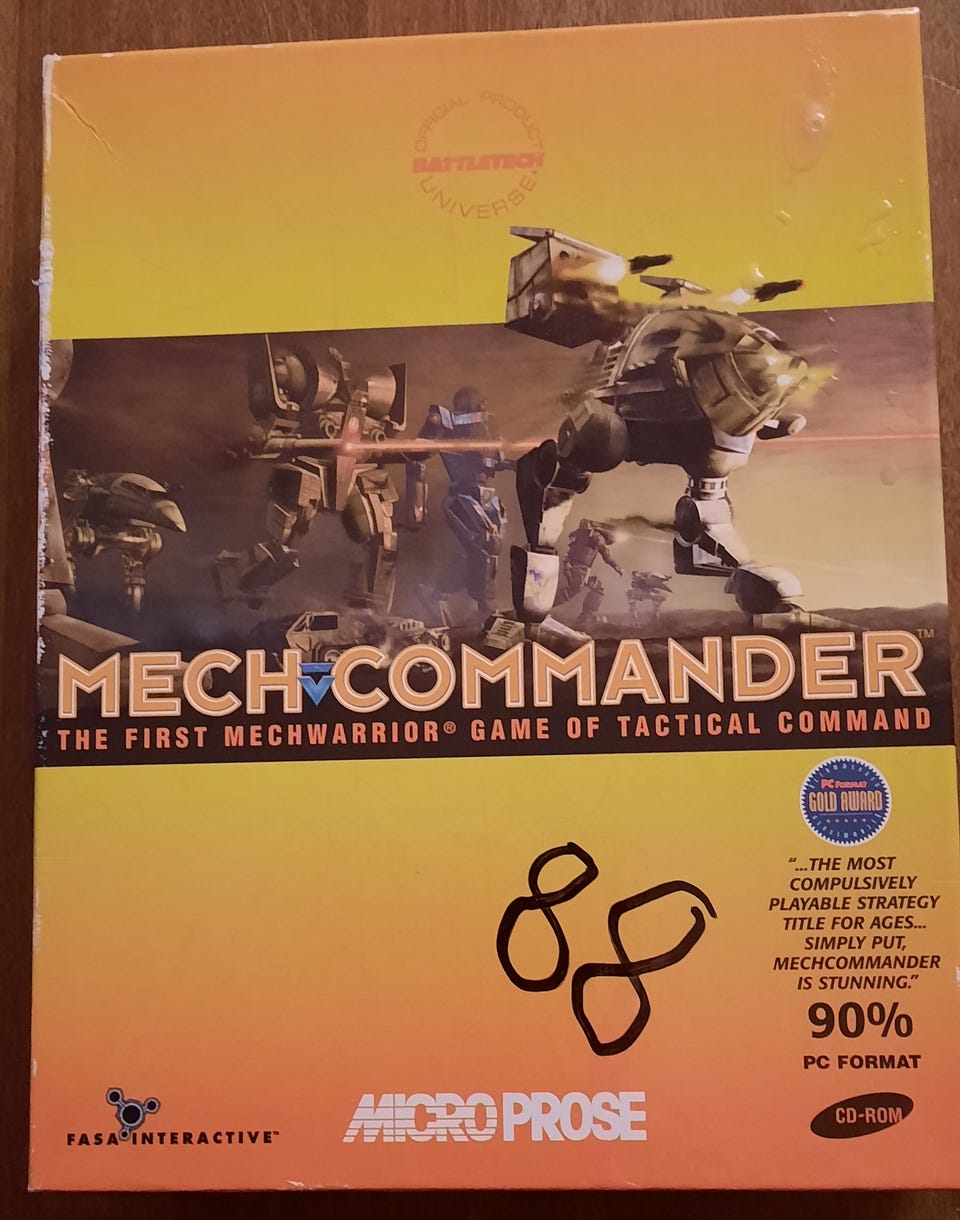 OFFICIAL PRODUCT
BATTLETECH
UNIVERSE®
MECHCOMMANDER™
THE FIRST MECHWARRIOR® GAME OF TACTICAL COMMAND
PC FORMAT
GOLD AWARD
"...THE MOST
COMPULSIVELY
PLAYABLE STRATEGY
TITLE FOR AGES...
SIMPLY PUT,
MECHCOMMANDER
IS STUNNING."
90%
PC FORMAT
88
FASA INTERACTIVE™
MICROPROSE
CD-ROM